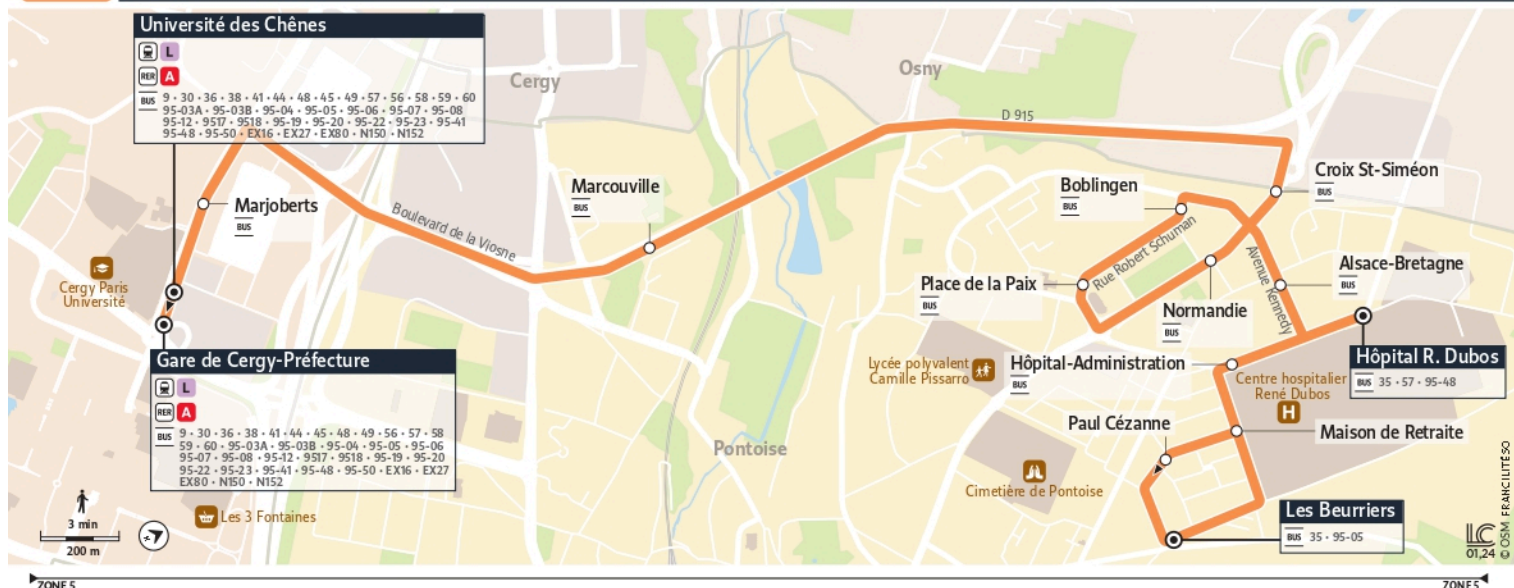 Université des Chênes
L
RER A
BUS 9 • 30 • 36 • 38 • 41 • 44 • 48 • 45 • 49 • 57 • 56 • 58 • 59 • 60
95-03A • 95-03B • 95-04 • 95-05 • 95-06 • 95-07 • 95-08
95-12 • 9517 • 9518 • 95-19 • 95-20 • 95-22 • 95-23 • 95-41
95-48 • 95-50 • EX16 • EX27 • EX80 • N150 • N152
Cergy
Osny
D 915
Croix St-Siméon
BUS
Boblingen
BUS
Marcouville
BUS
Marjoberts
BUS
Boulevard de la Viosne
Rue Robert Schuman
Avenue Kennedy
Alsace-Bretagne
BUS
Place de la Paix
BUS
Normandie
BUS
Cergy Paris
Université
Gare de Cergy-Préfecture
L
RER A
BUS 9 • 30 • 36 • 38 • 41 • 44 • 45 • 48 • 49 • 56 • 57 • 58
59 • 60 • 95-03A • 95-03B • 95-04 • 95-05 • 95-06
95-07 • 95-08 • 95-12 • 9517 • 9518 • 95-19 • 95-20
95-22 • 95-23 • 95-41 • 95-48 • 95-50 • EX16 • EX27
EX80 • N150 • N152
Lycée polyvalent
Camille Pissarro
Hôpital-Administration
BUS
Hôpital R. Dubos
BUS 35 • 57 • 95-48
Centre hospitalier
René Dubos
H
Paul Cézanne
BUS
Maison de Retraite
Pontoise
Cimetière de Pontoise
Les Beurriers
BUS 35 • 95-05
3 min
200 m
Les 3 Fontaines
LC
01,24
© OSM FRANCILITÉ SO
ZONE 5
ZONE 5